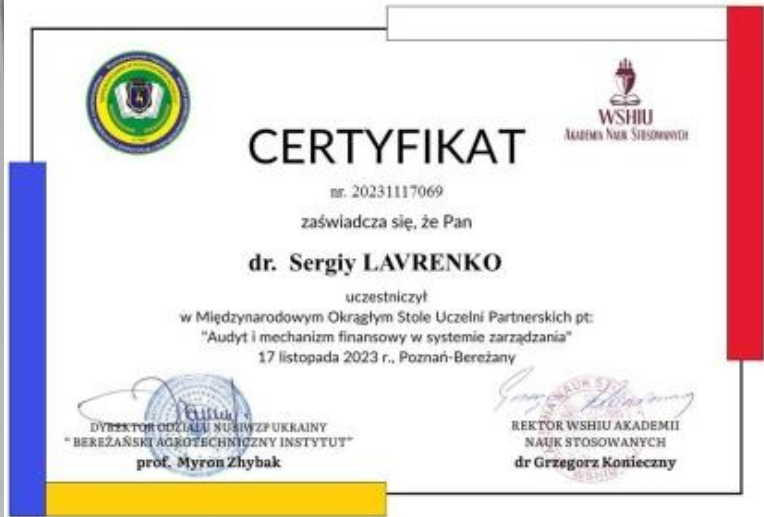 WSHIU
AKADEMIA NAUK STOSOWANYCH
CERTYFIKAT
nr. 20231117069
zaświadcza się, że Pan
dr. Sergiy LAVRENKO
uczestniczył
w Międzynarodowym Okrągłym Stole Uczelni Partnerskich pt:
"Audyt i mechanizm finansowy w systemie zarządzania"
17 listopada 2023 r., Poznań-Bereżany
DYREKTOR ODZIALU NUBIWZP UKRAINY
" BEREŻAŃSKI AGROTECHNICZNY INSTYTUT"
prof. Myron Zhybak
REKTOR WSHIU AKADEMII
NAUK STOSOWANYCH
dr Grzegorz Konieczny